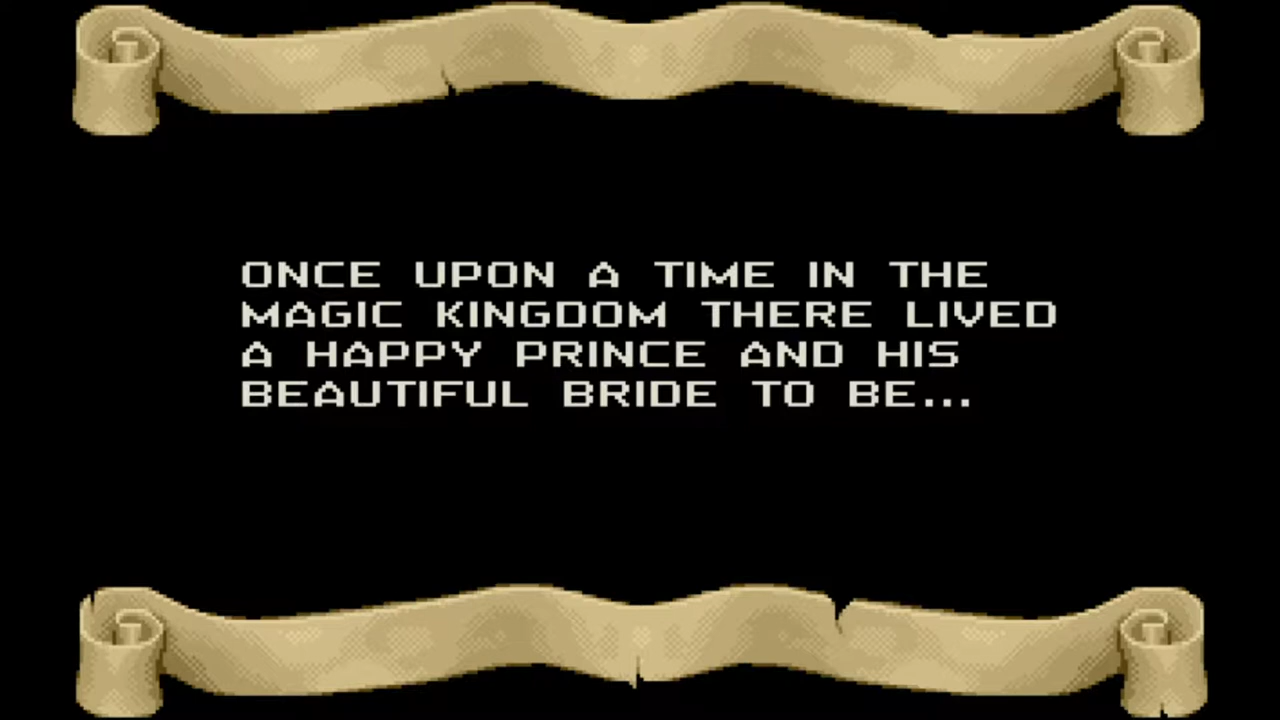 ONCE UPON A TIME IN THE
MAGIC KINGDOM THERE LIVED
A HAPPY PRINCE AND HIS
BEAUTIFUL BRIDE TO BE...